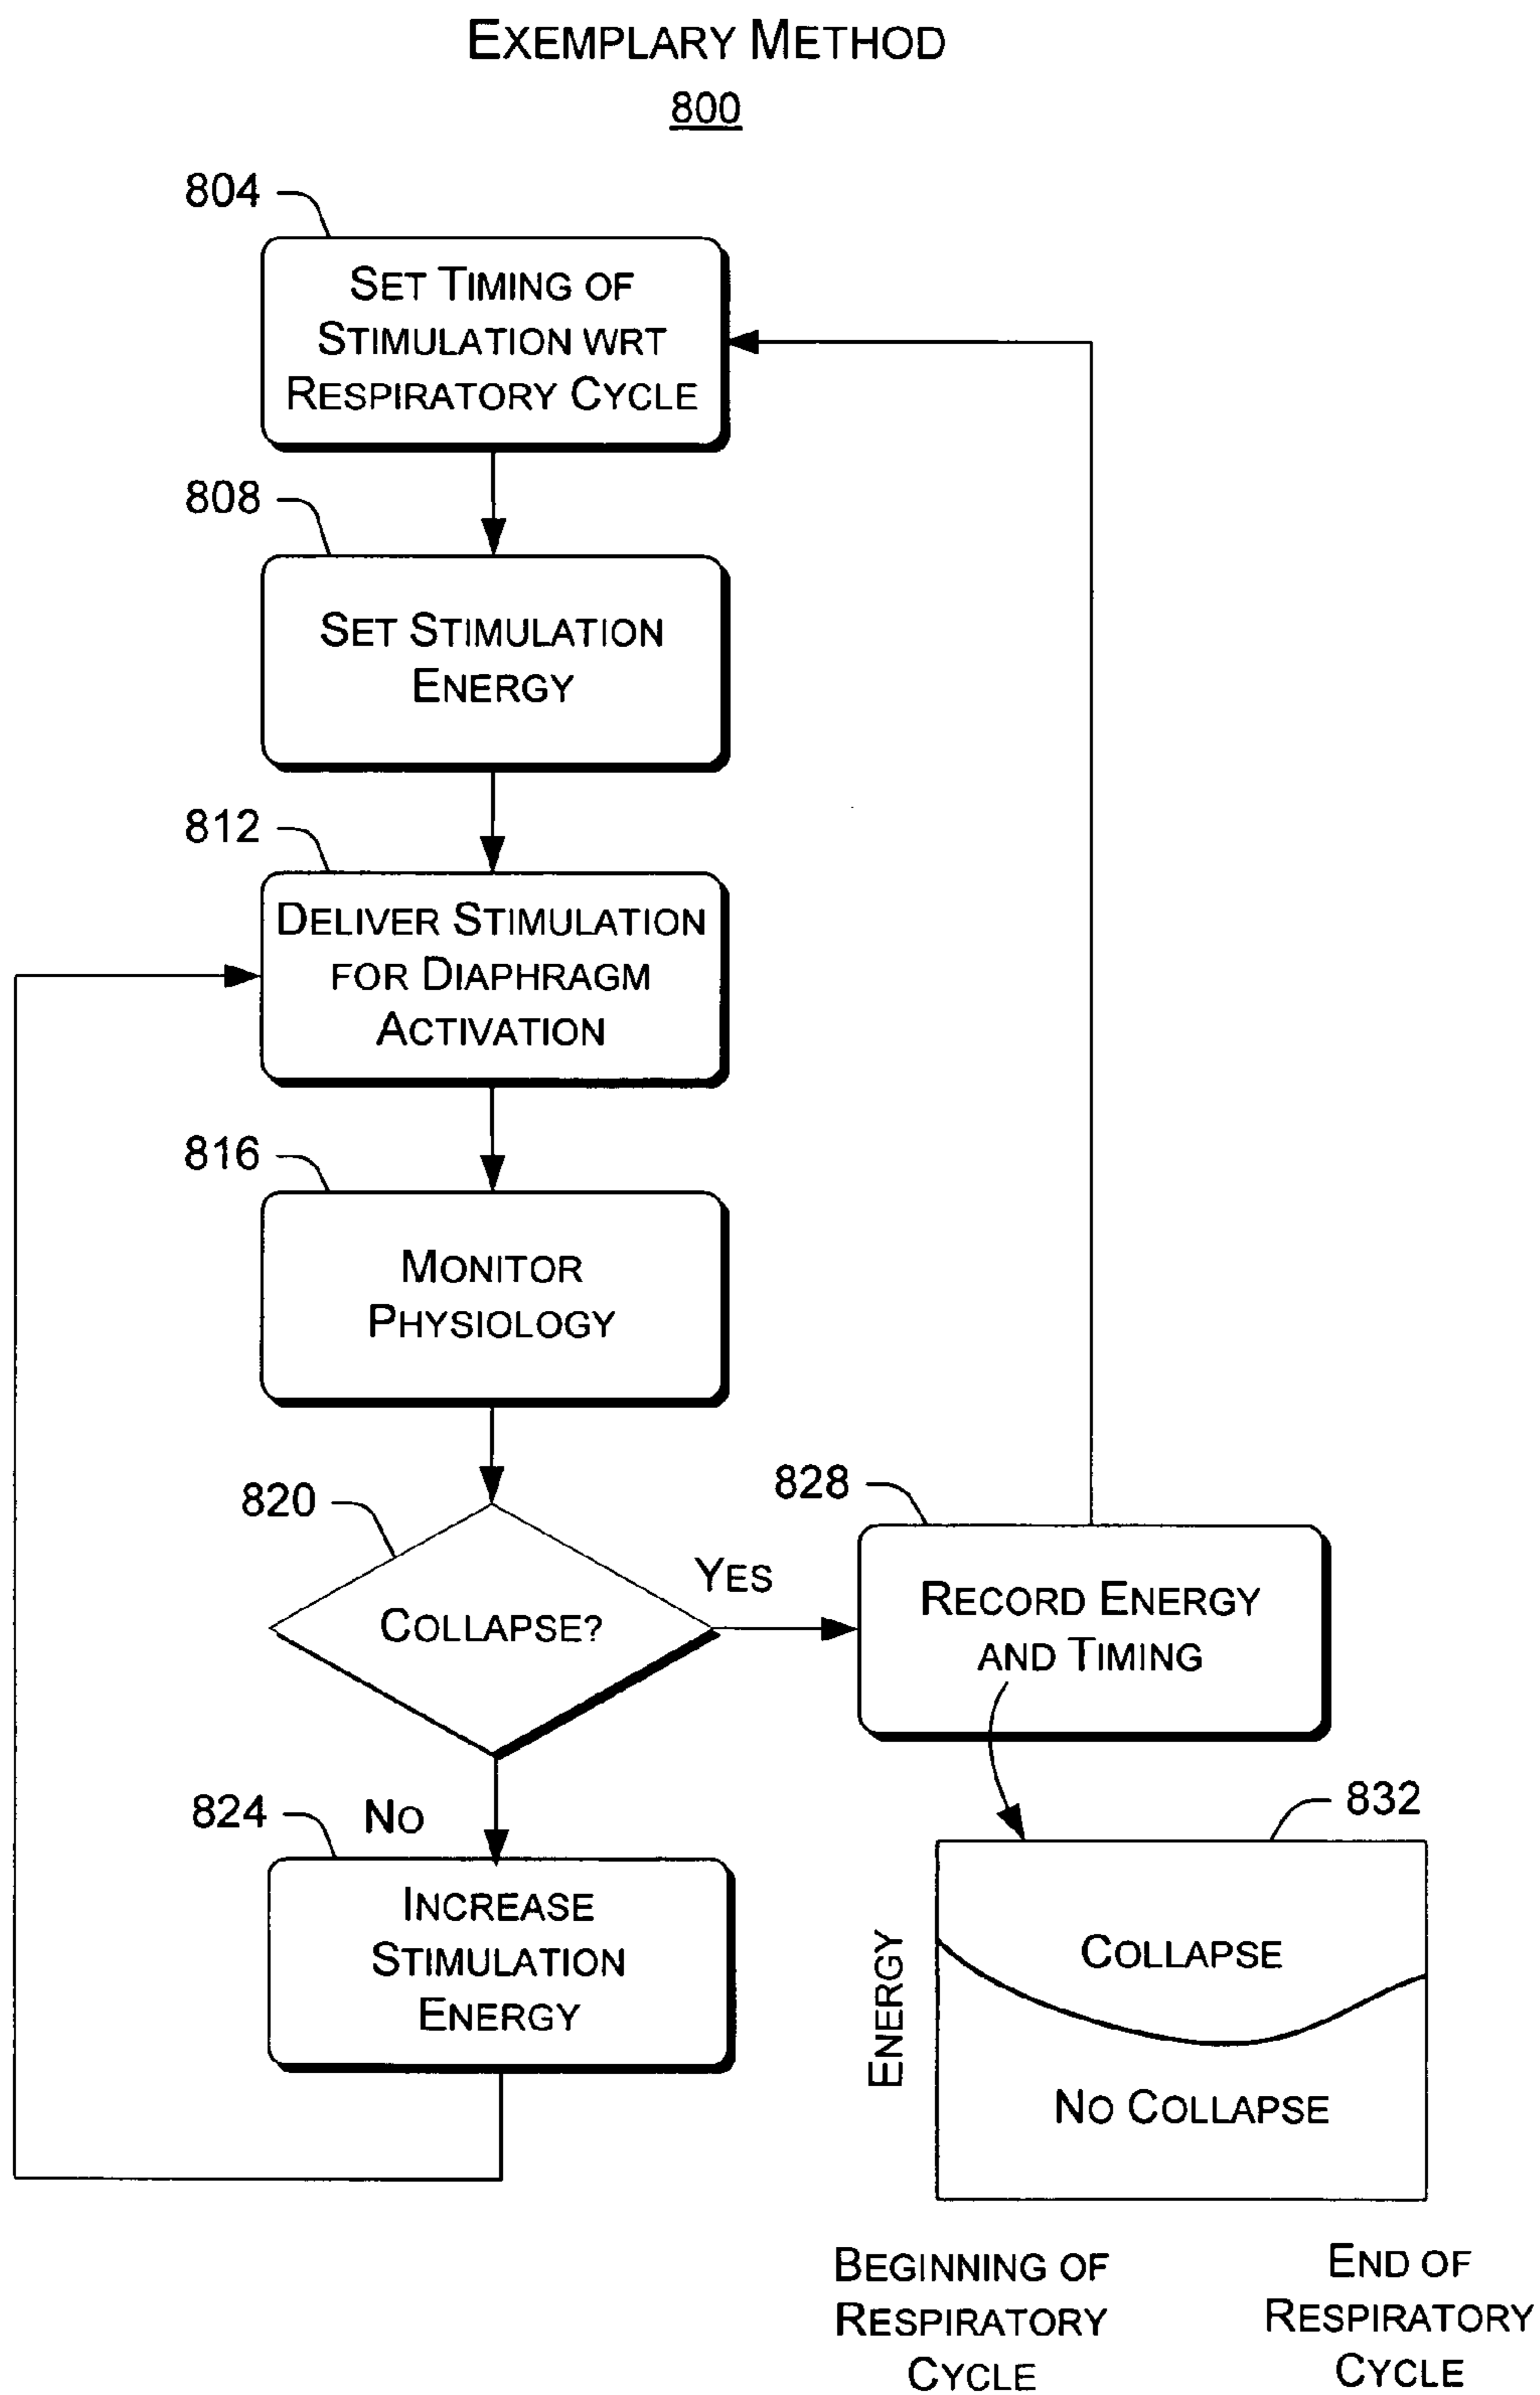 EXEMPLARY METHOD
800
804
SET TIMING OF
STIMULATION WRT
RESPIRATORY CYCLE
808
SET STIMULATION
ENERGY
812
DELIVER STIMULATION
FOR DIAPHRAGM
ACTIVATION
816
MONITOR
PHYSIOLOGY
820
COLLAPSE?
YES
828
RECORD ENERGY
AND TIMING
NO
824
INCREASE
STIMULATION
ENERGY
832
ENERGY
COLLAPSE
NO COLLAPSE
BEGINNING OF
RESPIRATORY
CYCLE
END OF
RESPIRATORY
CYCLE